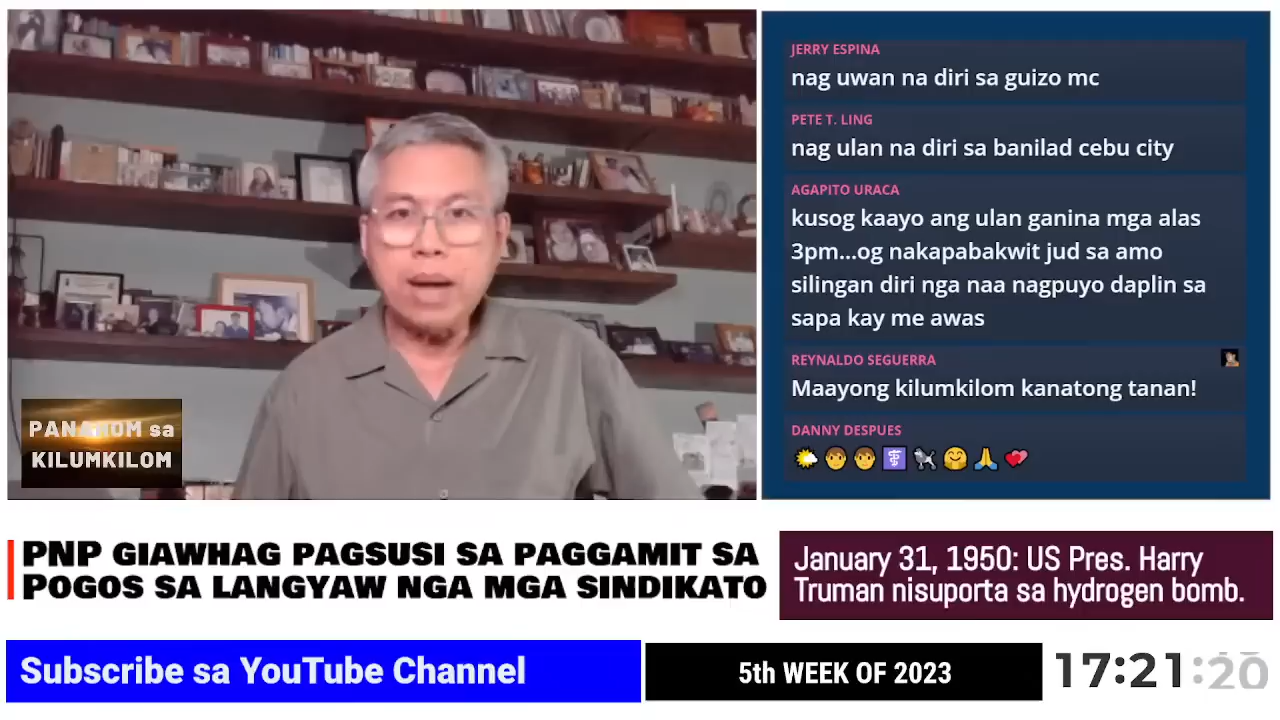 PANAHOM sa
KILUMKILOM
JERRY ESPINA
nag uwan na diri sa guizo mc
PETE T. LING
nag ulan na diri sa banilad cebu city
AGAPITO URACA
kusog kaayo ang ulan ganina mga alas
3pm...og nakapabakwit jud sa amo
silingan diri nga naa nagpuyo daplin sa
sapa kay me awas
REYNALDO SEGUERRA
Maayong kilumkilom kanatong tanan!
DANNY DESPUES
🌤️👨👨⚕️🐩🤗🙏💕
PNP GIAWHAG PAGSUSI SA PAGGAMIT SA
POGOS SA LANGYAW NGA MGA SINDIKATO
January 31, 1950: US Pres. Harry
Truman nisuporta sa hydrogen bomb.
Subscribe sa YouTube Channel
5th WEEK OF 2023
17:21:20